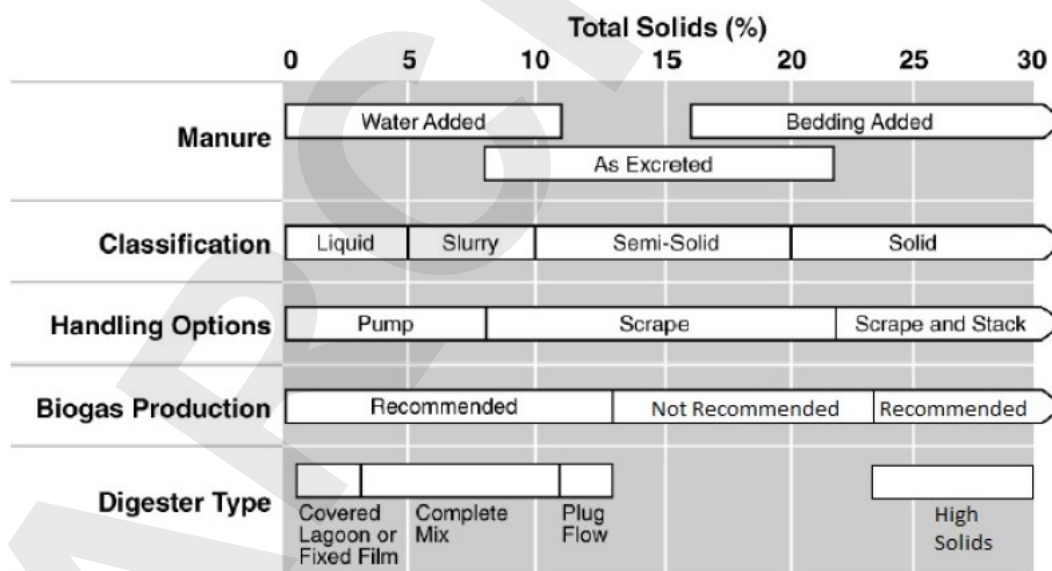 Total Solids (%)
0 5 10 15 20 25 30
Manure
Water Added
Bedding Added
As Excreted
Classification
Liquid
Slurry
Semi-Solid
Solid
Handling Options
Pump
Scrape
Scrape and Stack
Biogas Production
Recommended
Not Recommended
Recommended
Digester Type
Covered
Lagoon or
Fixed Film
Complete
Mix
Plug
Flow
High
Solids